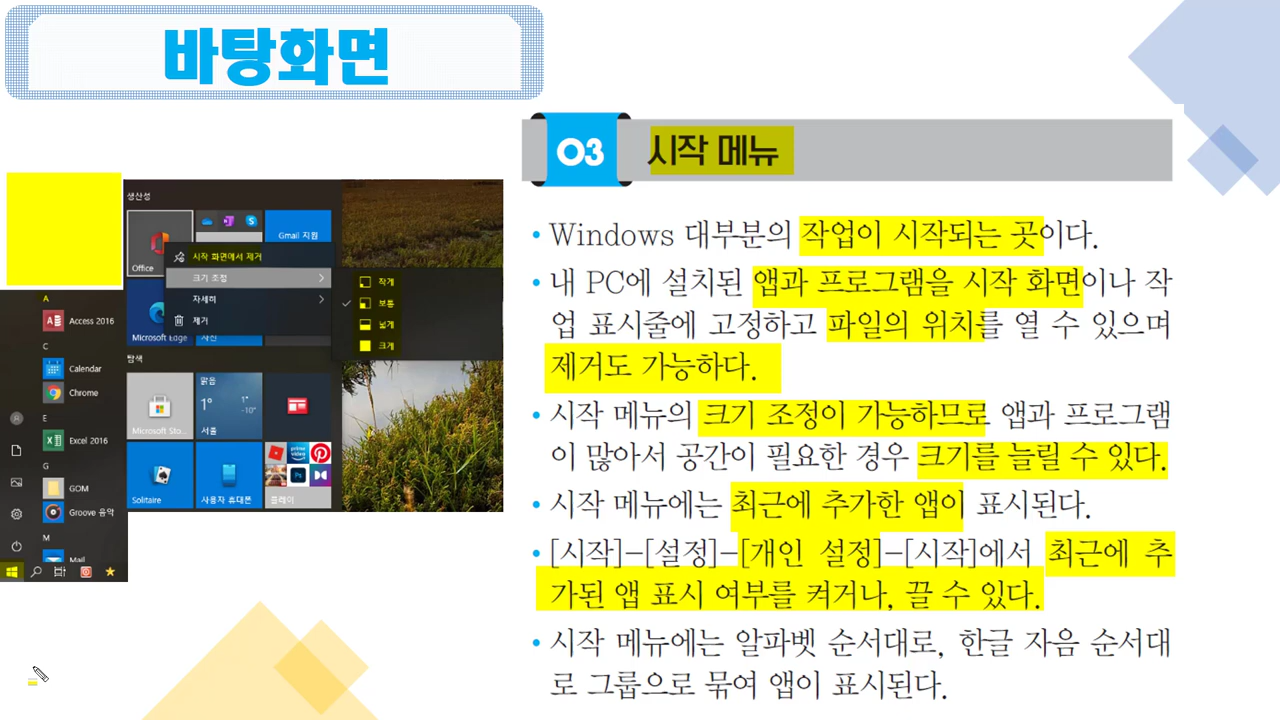 바탕화면
03 시작 메뉴
• Windows 대부분의 작업이 시작되는 곳이다.
• 내 PC에 설치된 앱과 프로그램을 시작 화면이나 작
업 표시줄에 고정하고 파일의 위치를 열 수 있으며
제거도 가능하다.
• 시작 메뉴의 크기 조정이 가능하므로 앱과 프로그램
이 많아서 공간이 필요한 경우 크기를 늘릴 수 있다.
• 시작 메뉴에는 최근에 추가한 앱이 표시된다.
• [시작]-[설정]-[개인 설정]-[시작]에서 최근에 추
가된 앱 표시 여부를 켜거나, 끌 수 있다.
• 시작 메뉴에는 알파벳 순서대로, 한글 자음 순서대
로 그룹으로 묶여 앱이 표시된다.
생산성
Gmail 지원
Office
시작 화면에서 제거
크기 조정
자세히
제거
작게
보통
넓게
크게
Microsoft Edge
사진
탐색
Microsoft Sto...
맑음
1°
1°
-10°
서울
Solitaire
사용자 휴대폰
플레이
prime video
Ps
A
Access 2016
C
Calendar
Chrome
E
Excel 2016
G
GOM
Groove 음악
M
Mail